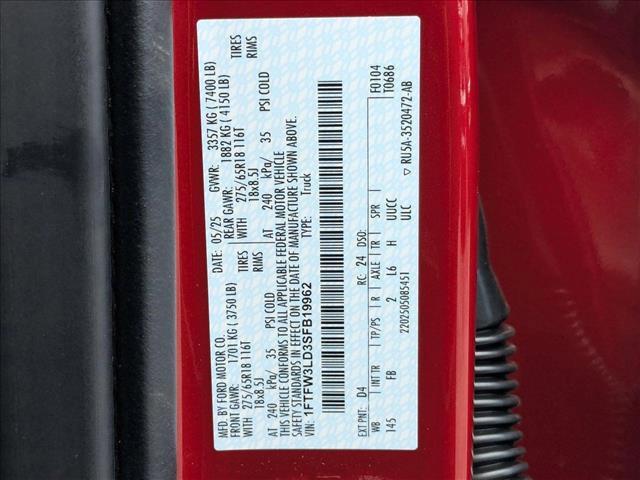 MFD. BY FORD MOTOR CO. DATE: 05/25 GVWR: 3357 KG ( 7400 LB)
FRONT GAWR: 1701 KG ( 3750 LB) REAR GAWR: 1882 KG ( 4150 LB)
WITH 275/65R18 116T TIRES WITH 275/65R18 116T TIRES
18x8.5J RIMS 18x8.5J RIMS
AT 240 kPa/ 35 PSI COLD AT 240 kPa/ 35 PSI COLD
THIS VEHICLE CONFORMS TO ALL APPLICABLE FEDERAL MOTOR VEHICLE
SAFETY STANDARDS IN EFFECT ON THE DATE OF MANUFACTURE SHOWN ABOVE.
VIN: 1FTFW3LD3SFB19962 TYPE: Truck
F0104
T0686
EXT PNT: D4 RC: 24 DSO:
WB INT TR TP/PS R AXLE TR SPR
145 FB 2 L6 H UUCC
2202505085451 ULC ▽ RU5A-3520472-AB